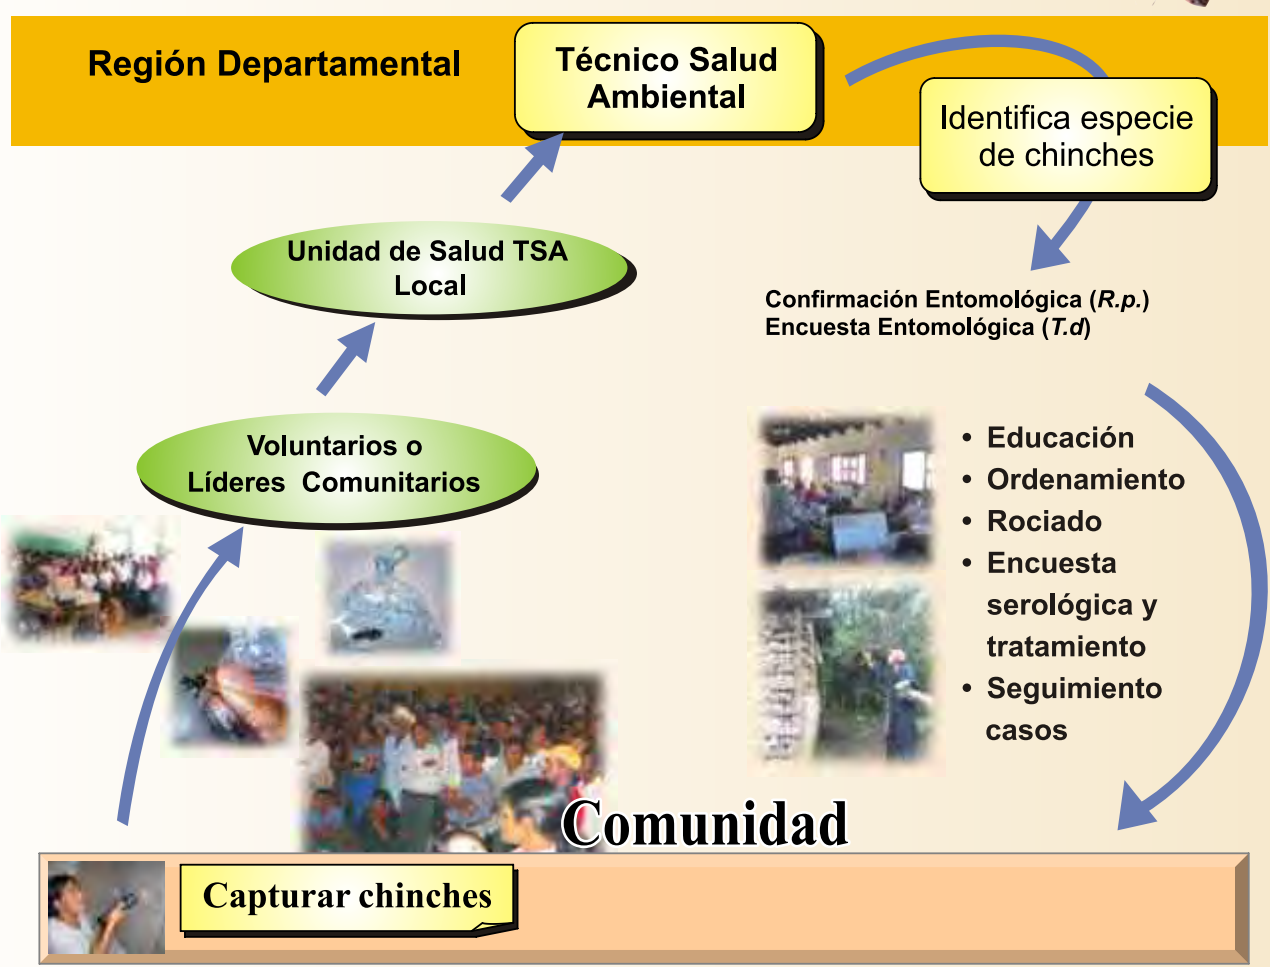 Región Departamental
Técnico Salud
Ambiental
Identifica especie
de chinches
Unidad de Salud TSA
Local
Confirmación Entomológica (R.p.)
Encuesta Entomológica (T.d)
Voluntarios o
Líderes Comunitarios
• Educación
• Ordenamiento
• Rociado
• Encuesta
serológica y
tratamiento
• Seguimiento
casos
Comunidad
Capturar chinches